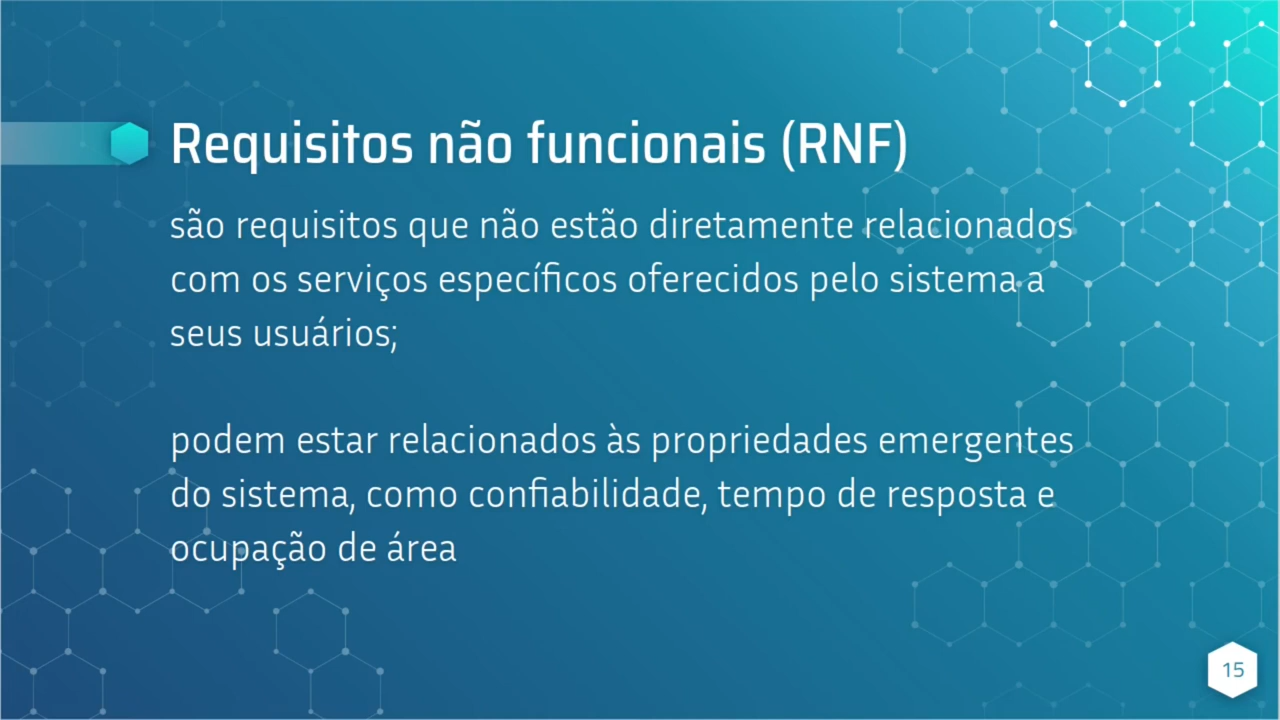 Requisitos não funcionais (RNF)
são requisitos que não estão diretamente relacionados
com os serviços específicos oferecidos pelo sistema a
seus usuários;
podem estar relacionados às propriedades emergentes
do sistema, como confiabilidade, tempo de resposta e
ocupação de área
15